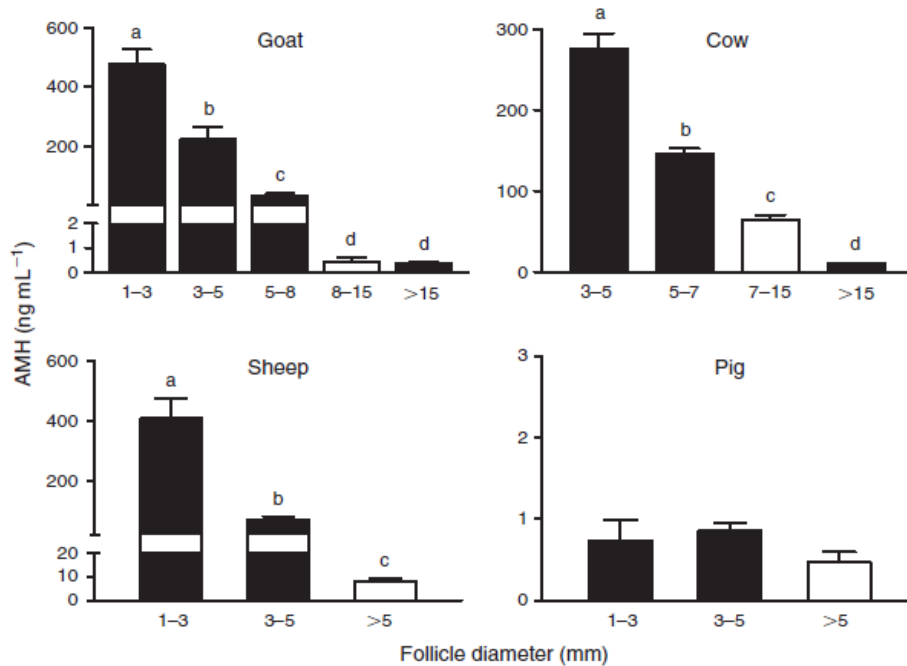 Goat
600
400
200
2
1
0
a
b
c
d
d
1–3
3–5
5–8
8–15
>15
Cow
300
200
100
0
a
b
c
d
3–5
5–7
7–15
>15
AMH (ng mL⁻¹)
Sheep
600
400
200
20
10
0
a
b
c
1–3
3–5
>5
Pig
3
2
1
0
1–3
3–5
>5
Follicle diameter (mm)